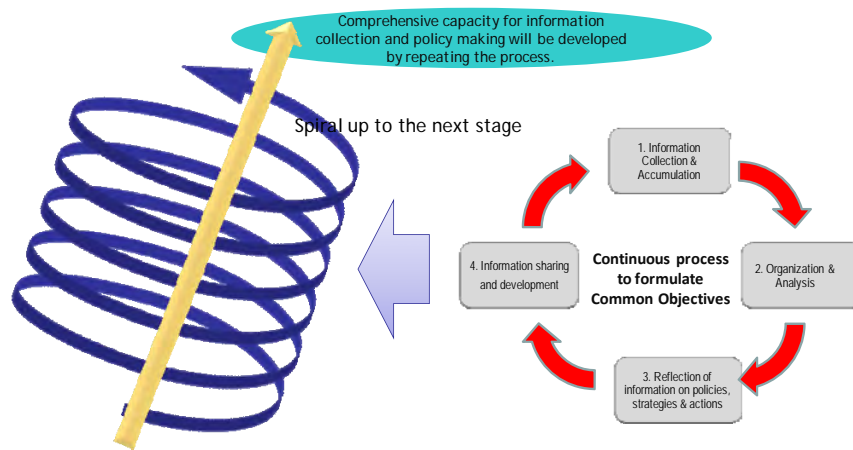 Comprehensive capacity for information
collection and policy making will be developed
by repeating the process.
Spiral up to the next stage
1. Information
Collection &
Accumulation
2. Organization &
Analysis
3. Reflection of
information on policies,
strategies & actions
4. Information sharing
and development
Continuous process
to formulate
Common Objectives